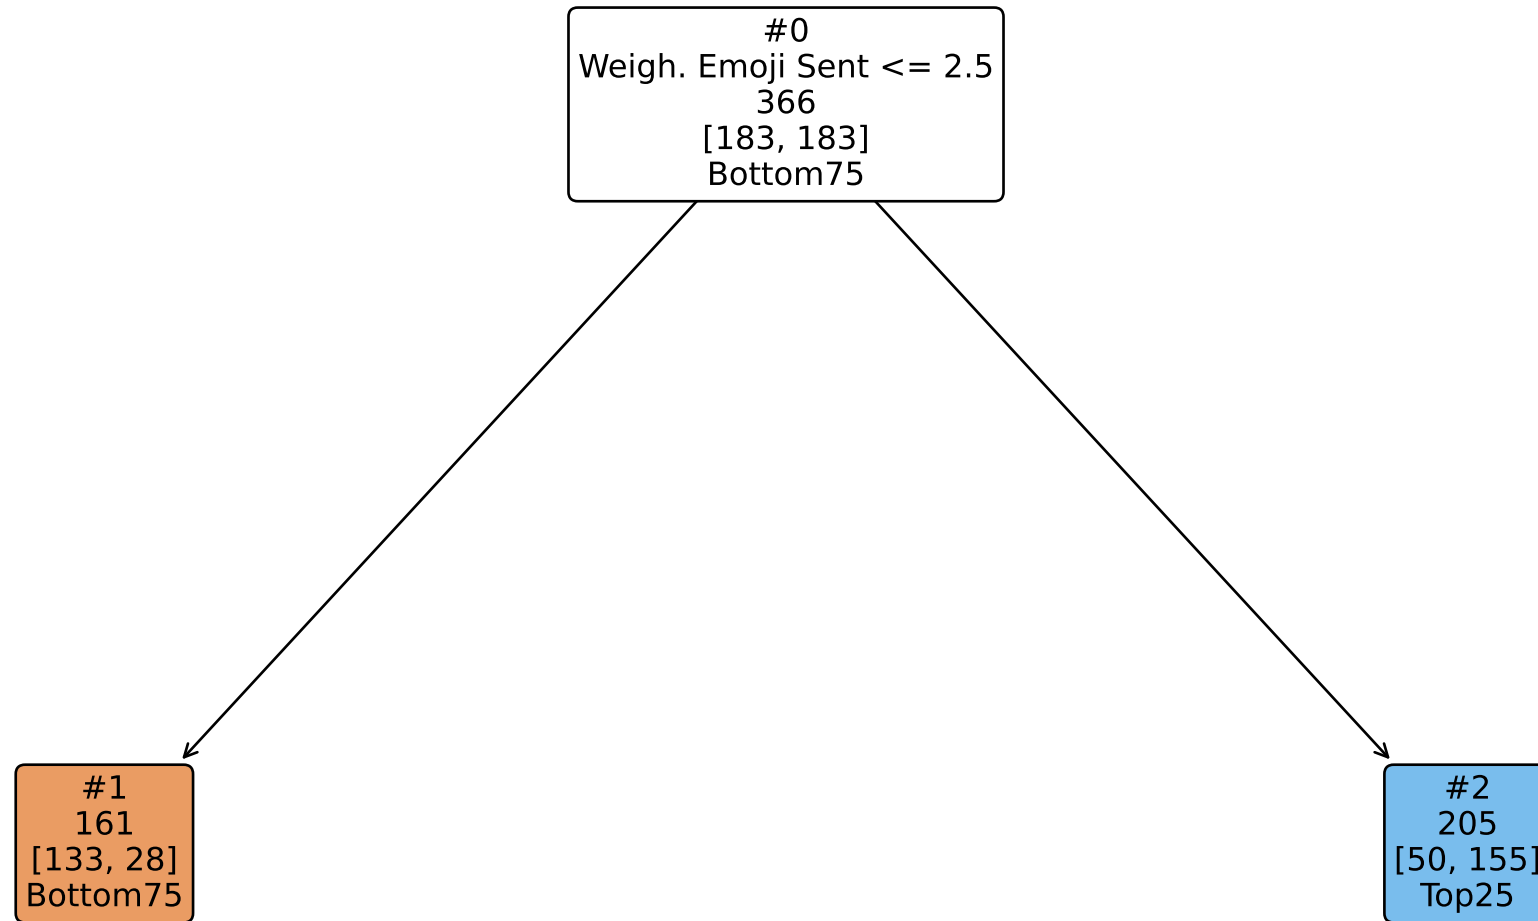 #0
Weigh. Emoji Sent <= 2.5
366
[183, 183]
Bottom75
#1
161
[133, 28]
Bottom75
#2
205
[50, 155]
Top25